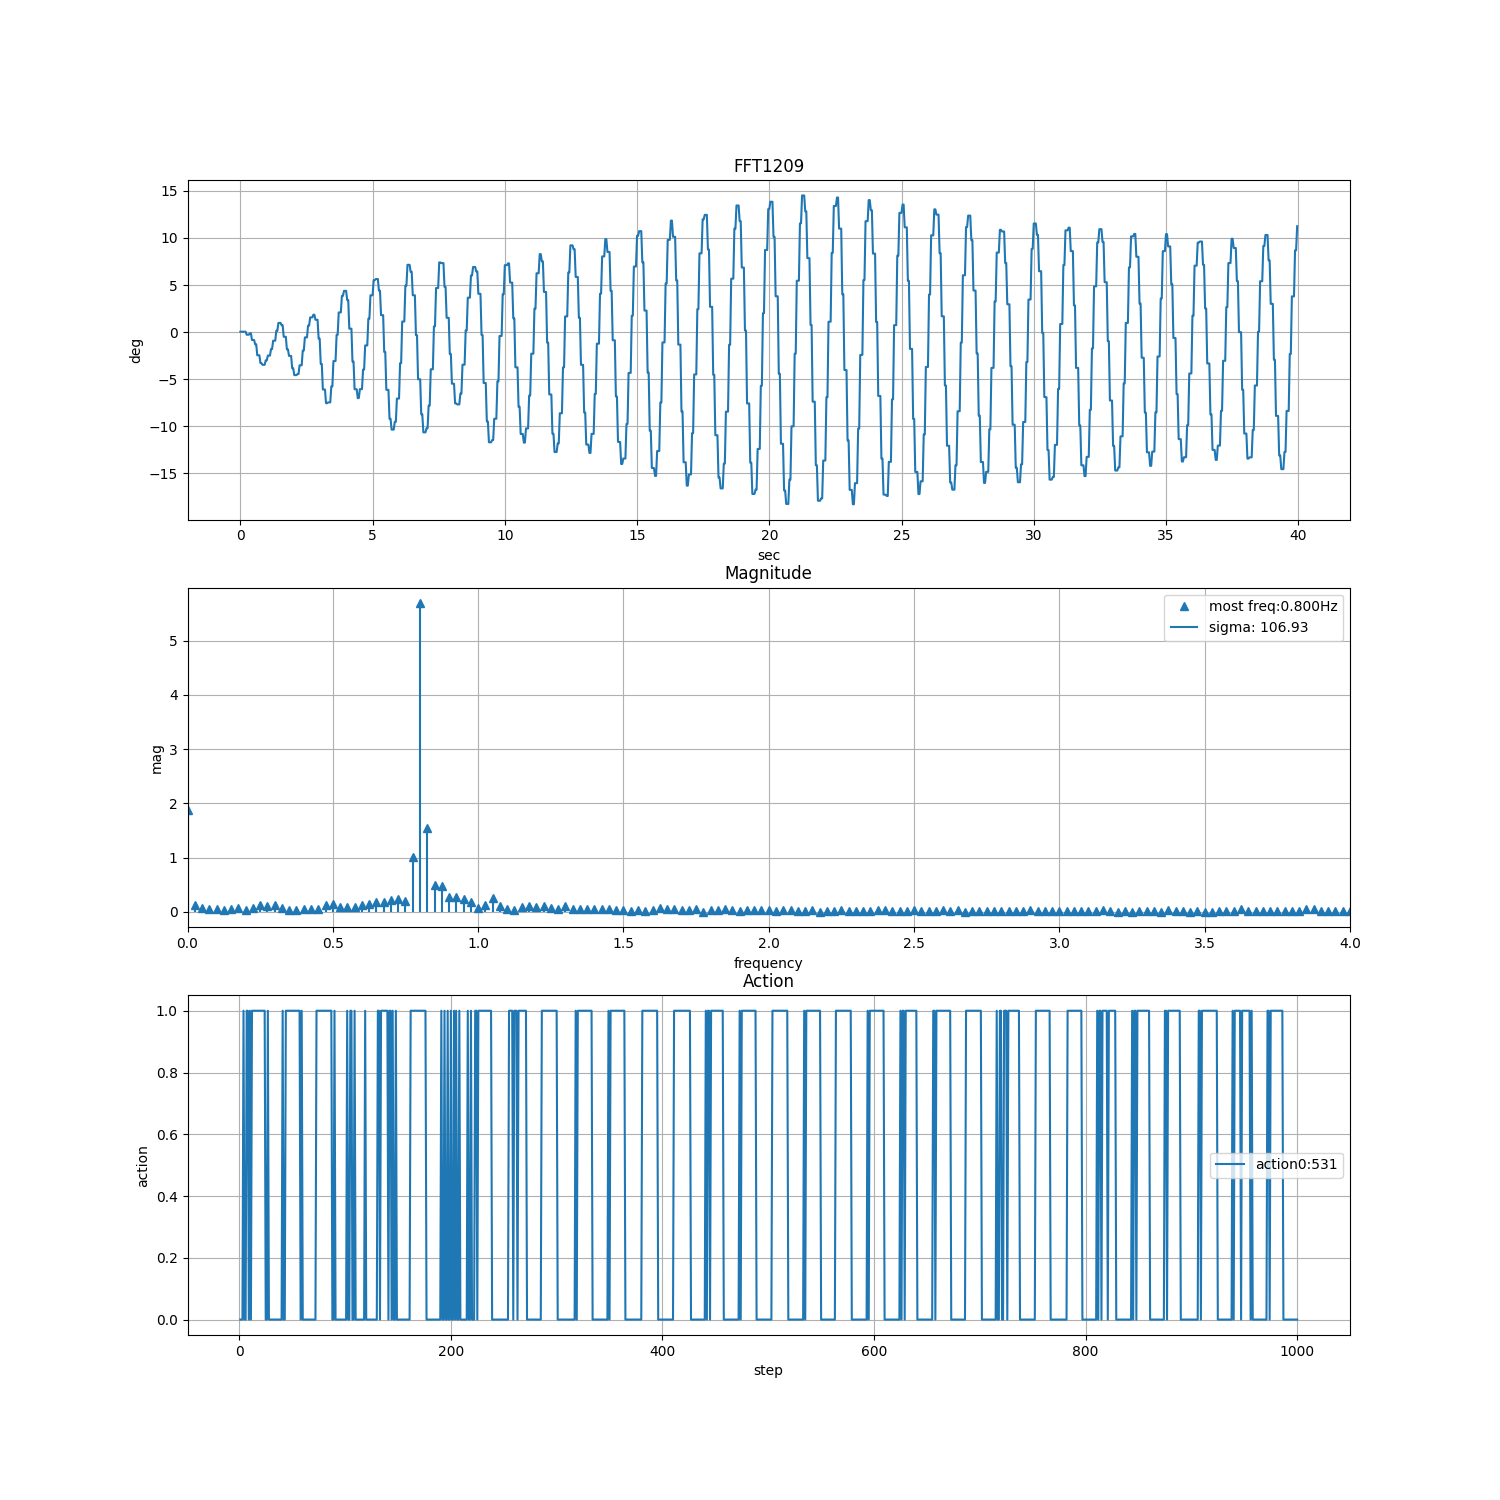 FFT1209
15
10
5
0
−5
−10
−15
deg
0 5 10 15 20 25 30 35 40
sec
Magnitude
most freq:0.800Hz
sigma: 106.93
5
4
3
2
1
0
mag
0.0 0.5 1.0 1.5 2.0 2.5 3.0 3.5 4.0
frequency
Action
1.0
0.8
0.6
0.4
0.2
0.0
action
action0:531
0 200 400 600 800 1000
step